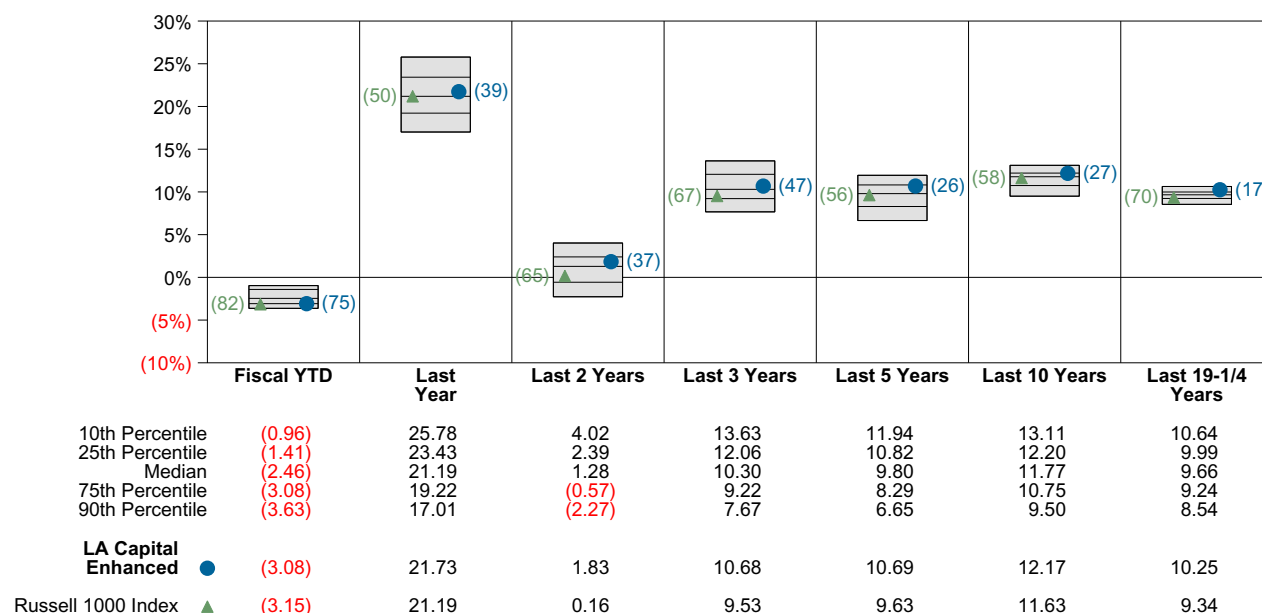 30%
25%
20%
15%
10%
5%
0%
(5%)
(10%)
(82) (75)
(50) (39)
(65) (37)
(67) (47)
(56) (26)
(58) (27)
(70) (17
Fiscal YTD Last Year Last 2 Years Last 3 Years Last 5 Years Last 10 Years Last 19-1/4 Years
10th Percentile (0.96) 25.78 4.02 13.63 11.94 13.11 10.64
25th Percentile (1.41) 23.43 2.39 12.06 10.82 12.20 9.99
Median (2.46) 21.19 1.28 10.30 9.80 11.77 9.66
75th Percentile (3.08) 19.22 (0.57) 9.22 8.29 10.75 9.24
90th Percentile (3.63) 17.01 (2.27) 7.67 6.65 9.50 8.54
LA Capital
Enhanced (3.08) 21.73 1.83 10.68 10.69 12.17 10.25
Russell 1000 Index (3.15) 21.19 0.16 9.53 9.63 11.63 9.34